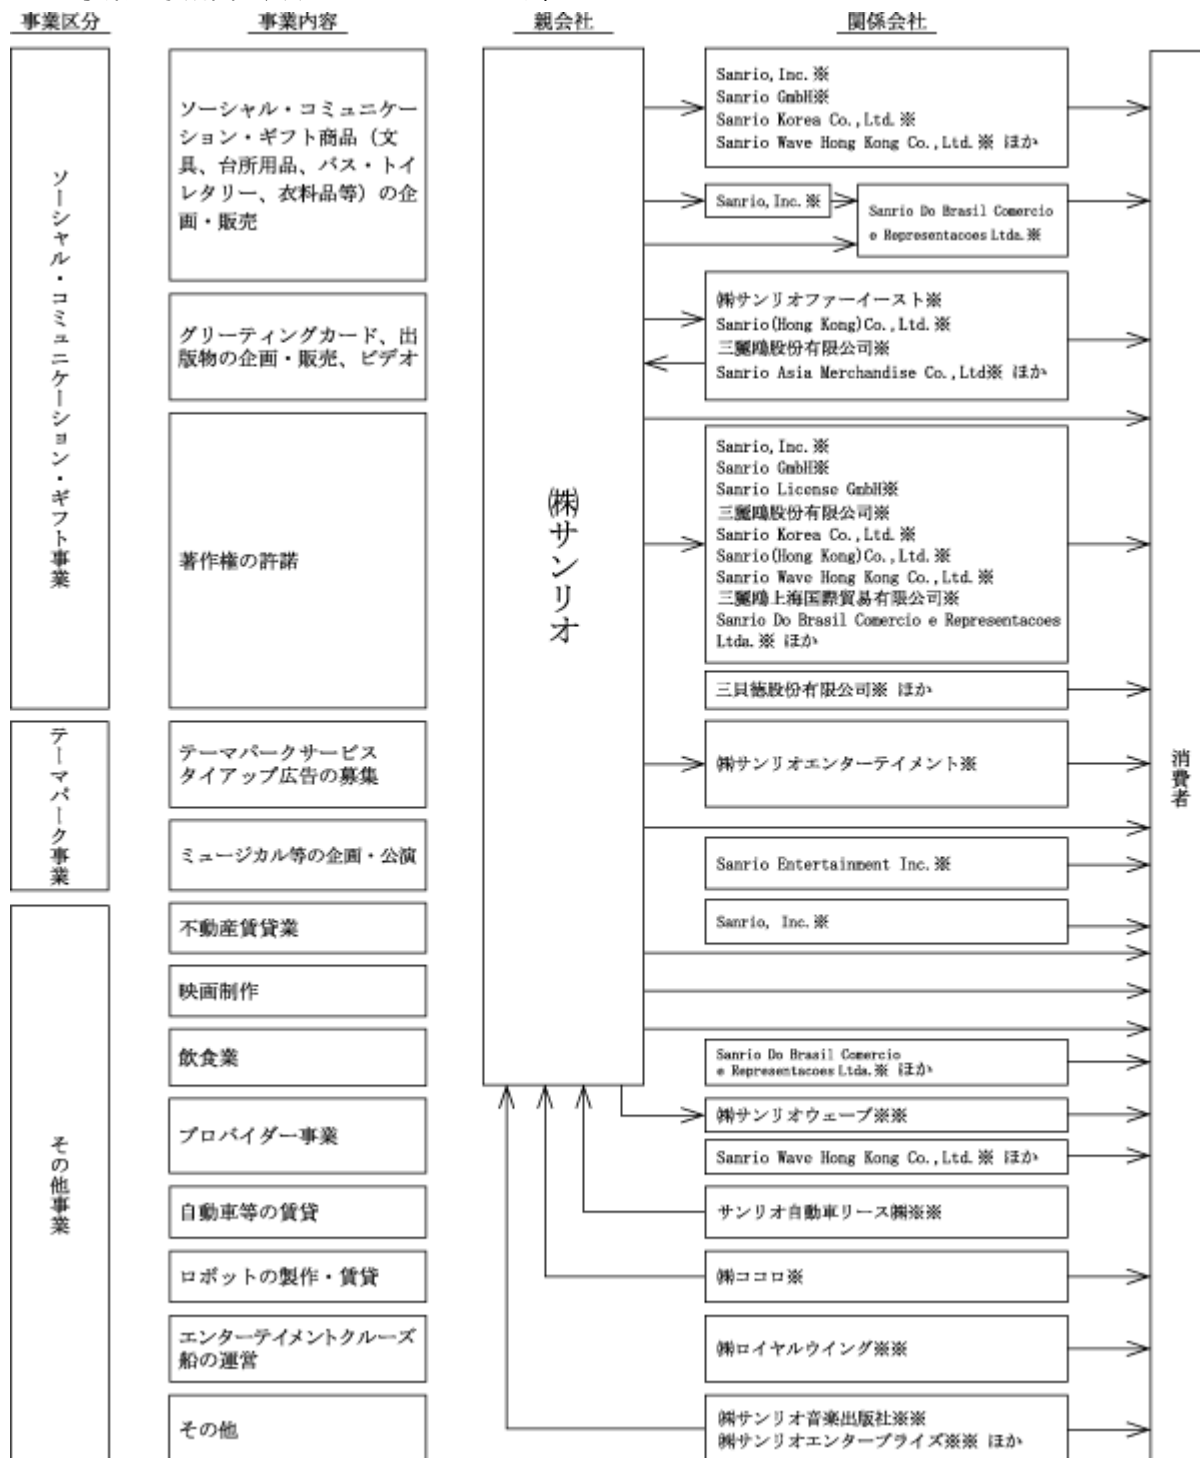 事業区分
事業内容
親会社
関係会社
ソーシャル・コミュニケーション・ギフト事業
ソーシャル・コミュニケー
ション・ギフト商品（文
具、台所用品、バス・トイ
レタリー、衣料品等）の企
画・販売
グリーティングカード、出
版物の企画・販売、ビデオ
著作権の許諾
テーマパーク事業
テーマパークサービス
タイアップ広告の募集
ミュージカル等の企画・公演
その他事業
不動産賃貸業
映画制作
飲食業
プロバイダー事業
自動車等の賃貸
ロボットの製作・賃貸
エンターテイメントクルーズ
船の運営
その他
㈱サンリオ
Sanrio,Inc.※
Sanrio GmbH※
Sanrio Korea Co.,Ltd.※
Sanrio Wave Hong Kong Co.,Ltd.※ ほか
Sanrio,Inc.※
Sanrio Do Brasil Comercio
e Representacoes Ltda.※
㈱サンリオファーイースト※
Sanrio(Hong Kong)Co.,Ltd.※
三麗鷗股份有限公司※
Sanrio Asia Merchandise Co.,Ltd※ ほか
Sanrio,Inc.※
Sanrio GmbH※
Sanrio License GmbH※
三麗鷗股份有限公司※
Sanrio Korea Co.,Ltd.※
Sanrio(Hong Kong)Co.,Ltd.※
Sanrio Wave Hong Kong Co.,Ltd.※
三麗鷗上海国際貿易有限公司※
Sanrio Do Brasil Comercio e Representacoes
Ltda.※ ほか
三貝德股份有限公司※ ほか
㈱サンリオエンターテイメント※
Sanrio Entertainment Inc.※
Sanrio, Inc.※
Sanrio Do Brasil Comercio
e Representacoes Ltda.※ ほか
㈱サンリオウェーブ※※
Sanrio Wave Hong Kong Co.,Ltd.※ ほか
サンリオ自動車リース㈱※※
㈱ココロ※
㈱ロイヤルウイング※※
㈱サンリオ音楽出版社※※
㈱サンリオエンタープライズ※※ ほか
消費者